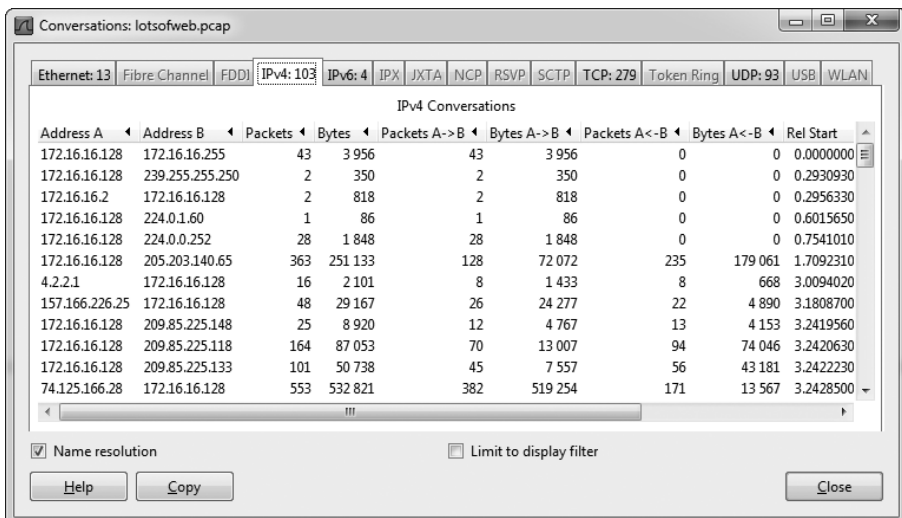 Conversations: lotsofweb.pcap
Ethernet: 13 Fibre Channel FDDI IPv4: 103 IPv6: 4 IPX JXTA NCP RSVP SCTP TCP: 279 Token Ring UDP: 93 USB WLAN
IPv4 Conversations
Address A Address B Packets Bytes Packets A->B Bytes A->B Packets A<-B Bytes A<-B Rel Start
172.16.16.128 172.16.16.255 43 3 956 43 3 956 0 0 0.0000000
172.16.16.128 239.255.255.250 2 350 2 350 0 0 0.2930930
172.16.16.2 172.16.16.128 2 818 2 818 0 0 0.2956330
172.16.16.128 224.0.1.60 1 86 1 86 0 0 0.6015650
172.16.16.128 224.0.0.252 28 1 848 28 1 848 0 0 0.7541010
172.16.16.128 205.203.140.65 363 251 133 128 72 072 235 179 061 1.7092310
4.2.2.1 172.16.16.128 16 2 101 8 1 433 8 668 3.0094020
157.166.226.25 172.16.16.128 48 29 167 26 24 277 22 4 890 3.1808700
172.16.16.128 209.85.225.148 25 8 920 12 4 767 13 4 153 3.2419560
172.16.16.128 209.85.225.118 164 87 053 70 13 007 94 74 046 3.2420630
172.16.16.128 209.85.225.133 101 50 738 45 7 557 56 43 181 3.2422230
74.125.166.28 172.16.16.128 553 532 821 382 519 254 171 13 567 3.2428500
Name resolution Limit to display filter
Help Copy Close